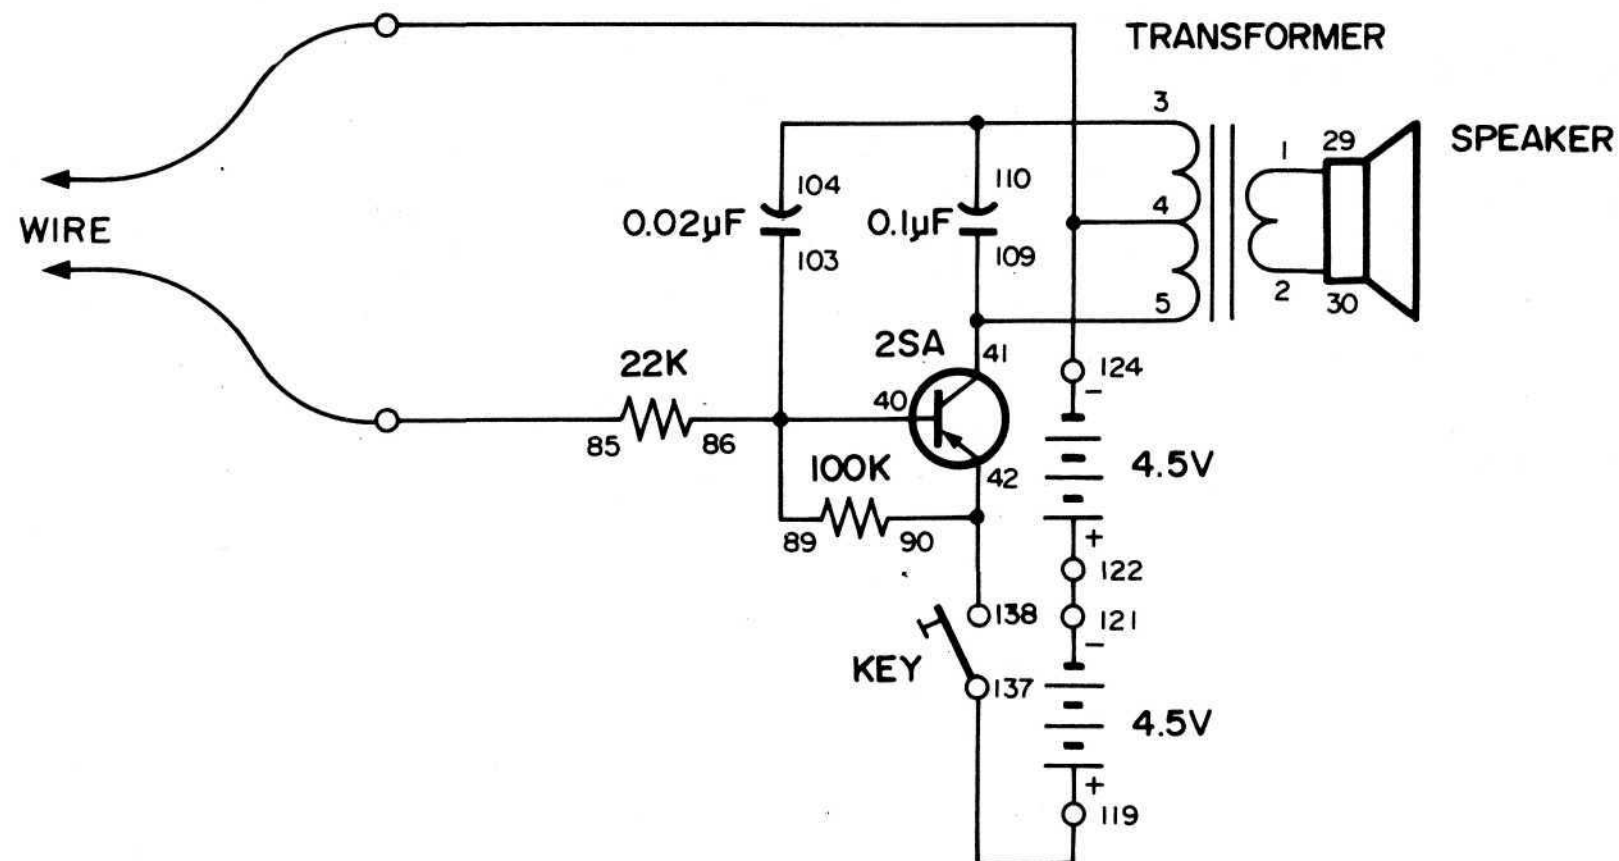 TRANSFORMER
3
1
29
SPEAKER
104
110
WIRE
0.02μF
0.1μF
4
103
109
2
30
5
2SA
41
124
-
22K
40
85
86
100K
42
4.5V
89
90
+
122
138
121
-
KEY
137
4.5V
+
119